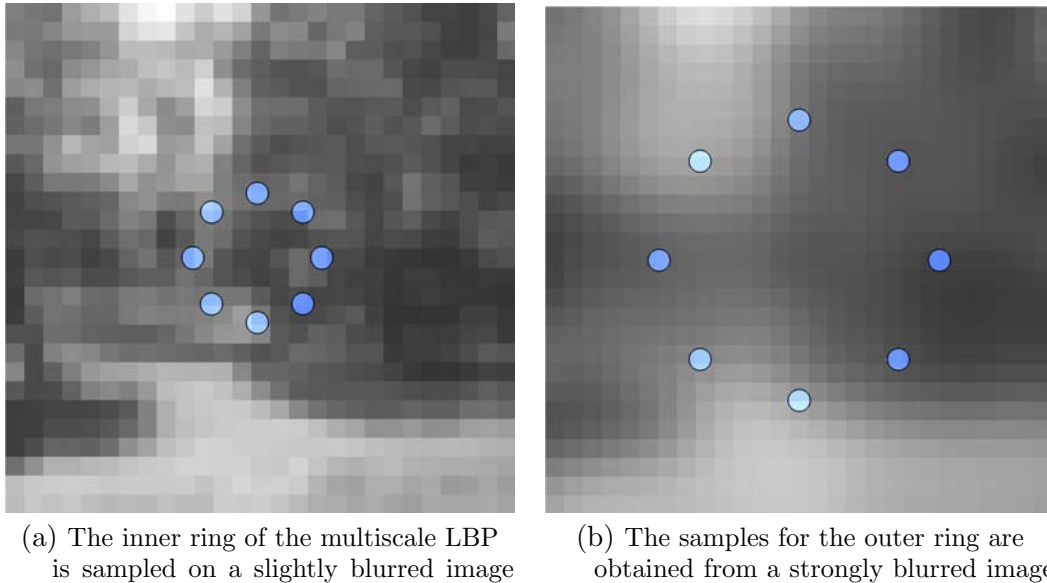 (a) The inner ring of the multiscale LBP
is sampled on a slightly blurred image
(b) The samples for the outer ring are
obtained from a strongly blurred image